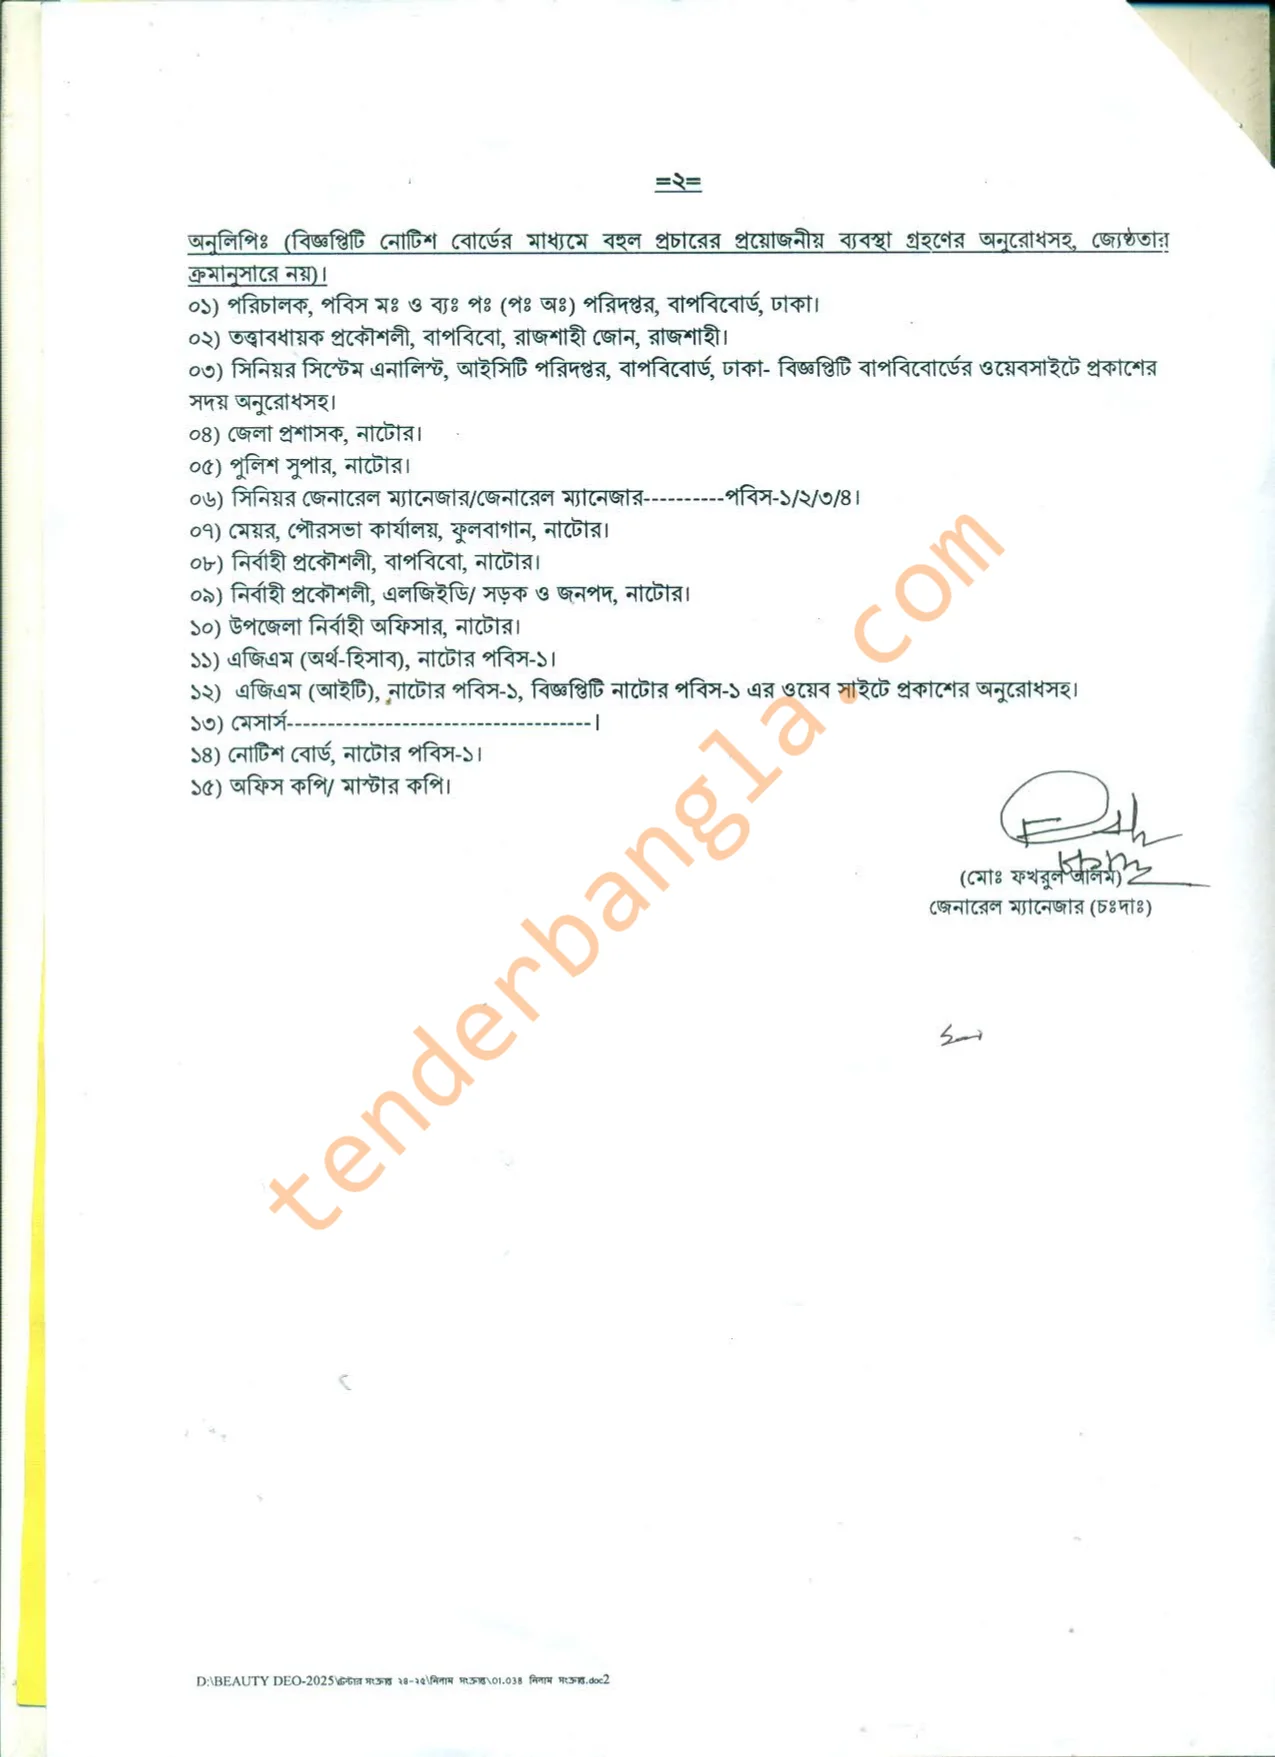 =২=
অনুলিপিঃ (বিজ্ঞপ্তিটি নোটিশ বোর্ডের মাধ্যমে বহুল প্রচারের প্রয়োজনীয় ব্যবস্থা গ্রহণের অনুরোধসহ, জ্যেষ্ঠতার
ক্রমানুসারে নয়)।
০১) পরিচালক, পবিস মঃ ও ব্যঃ পঃ (পঃ অঃ) পরিদপ্তর, বাপবিবোর্ড, ঢাকা।
০২) তত্ত্বাবধায়ক প্রকৌশলী, বাপবিবো, রাজশাহী জোন, রাজশাহী।
০৩) সিনিয়র সিস্টেম এনালিস্ট, আইসিটি পরিদপ্তর, বাপবিবোর্ড, ঢাকা- বিজ্ঞপ্তিটি বাপবিবোর্ডের ওয়েবসাইটে প্রকাশের
সদয় অনুরোধসহ।
০৪) জেলা প্রশাসক, নাটোর।
০৫) পুলিশ সুপার, নাটোর।
০৬) সিনিয়র জেনারেল ম্যানেজার/জেনারেল ম্যানেজার----------পবিস-১/২/৩/৪।
০৭) মেয়র, পৌরসভা কার্যালয়, ফুলবাগান, নাটোর।
০৮) নির্বাহী প্রকৌশলী, বাপবিবো, নাটোর।
০৯) নির্বাহী প্রকৌশলী, এলজিইডি/ সড়ক ও জনপদ, নাটোর।
১০) উপজেলা নির্বাহী অফিসার, নাটোর।
১১) এজিএম (অর্থ-হিসাব), নাটোর পবিস-১।
১২) এজিএম (আইটি), নাটোর পবিস-১, বিজ্ঞপ্তিটি নাটোর পবিস-১ এর ওয়েব সাইটে প্রকাশের অনুরোধসহ।
১৩) মেসার্স--------------------------------------।
১৪) নোটিশ বোর্ড, নাটোর পবিস-১।
১৫) অফিস কপি/ মাস্টার কপি।
(মোঃ ফখরুল আলম)
জেনারেল ম্যানেজার (চঃদাঃ)
tenderbangla.com
D:\BEAUTY DEO-2025\টেন্ডার সংক্রান্ত ২৪-২৫\নিলাম সংক্রান্ত\01.038 নিলাম সংক্রান্ত.doc2